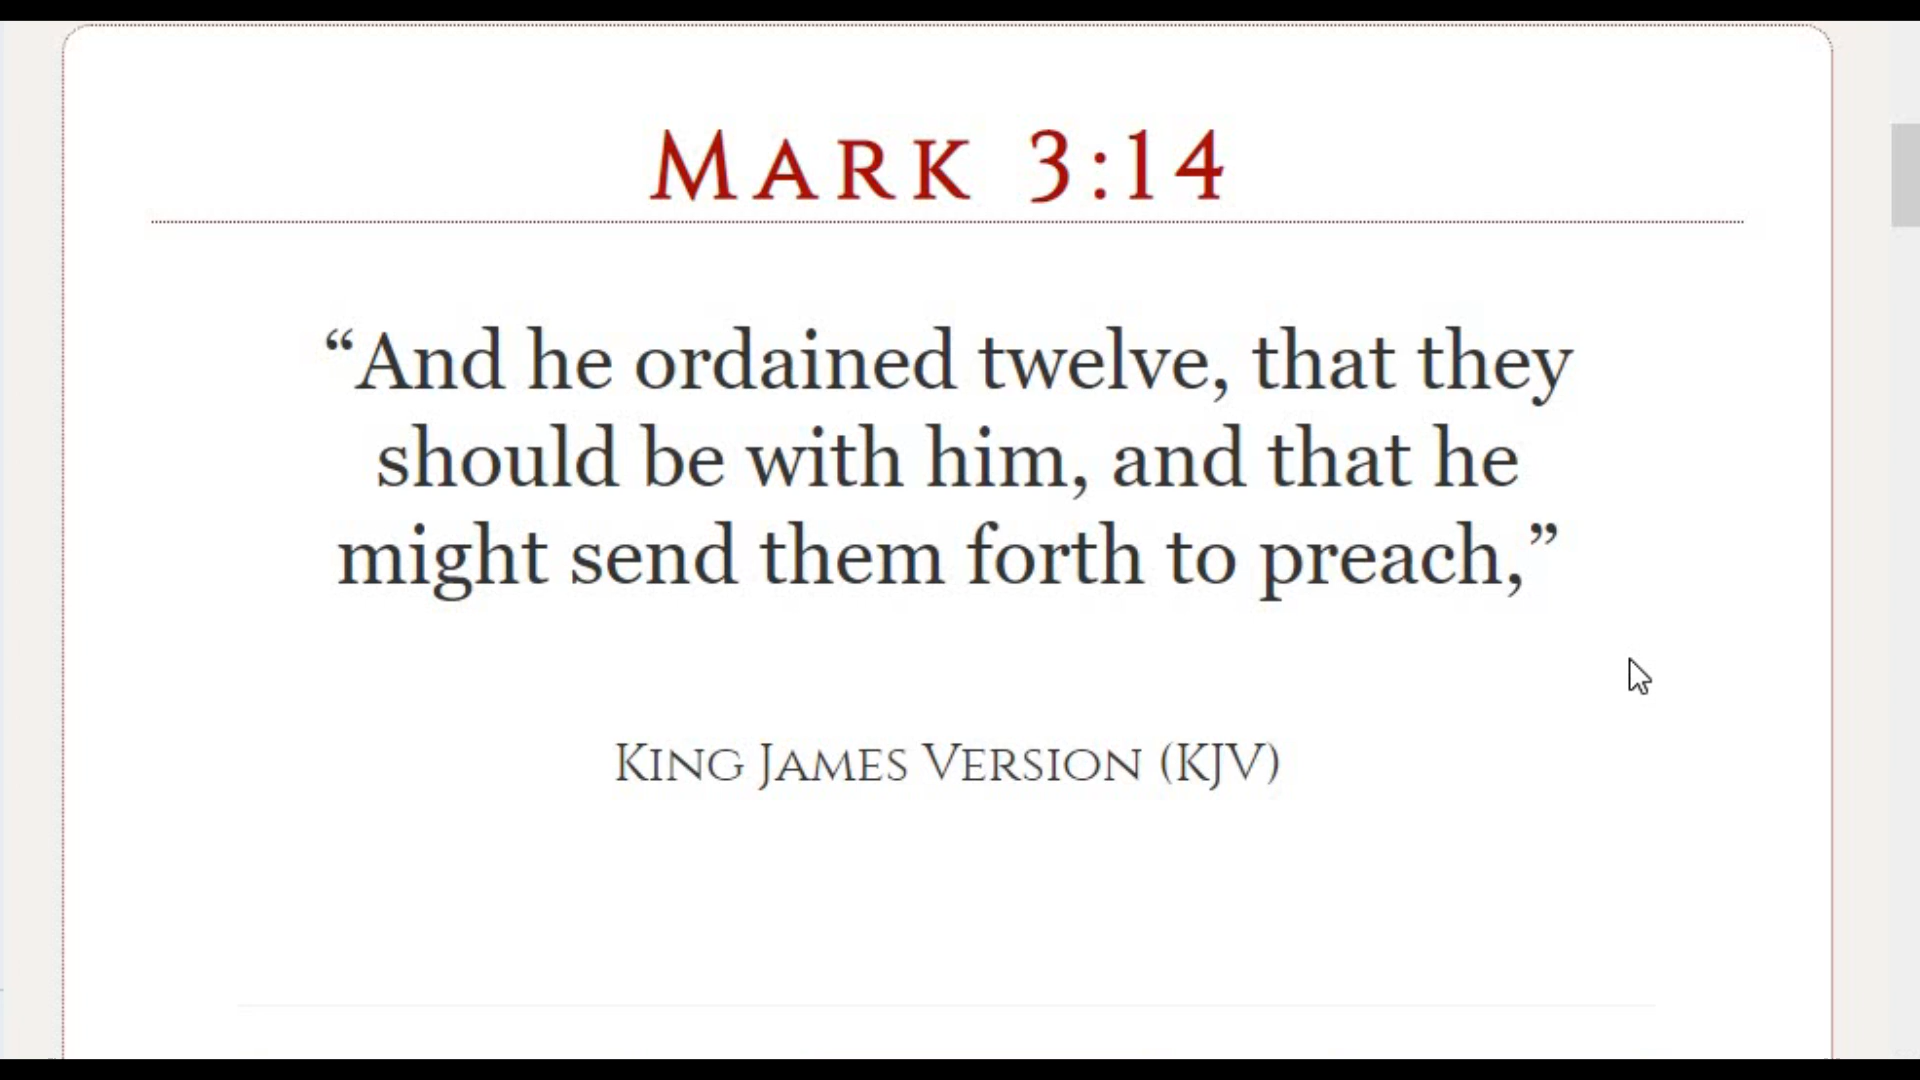 Mark 3:14
“And he ordained twelve, that they
should be with him, and that he
might send them forth to preach,”
King James Version (KJV)